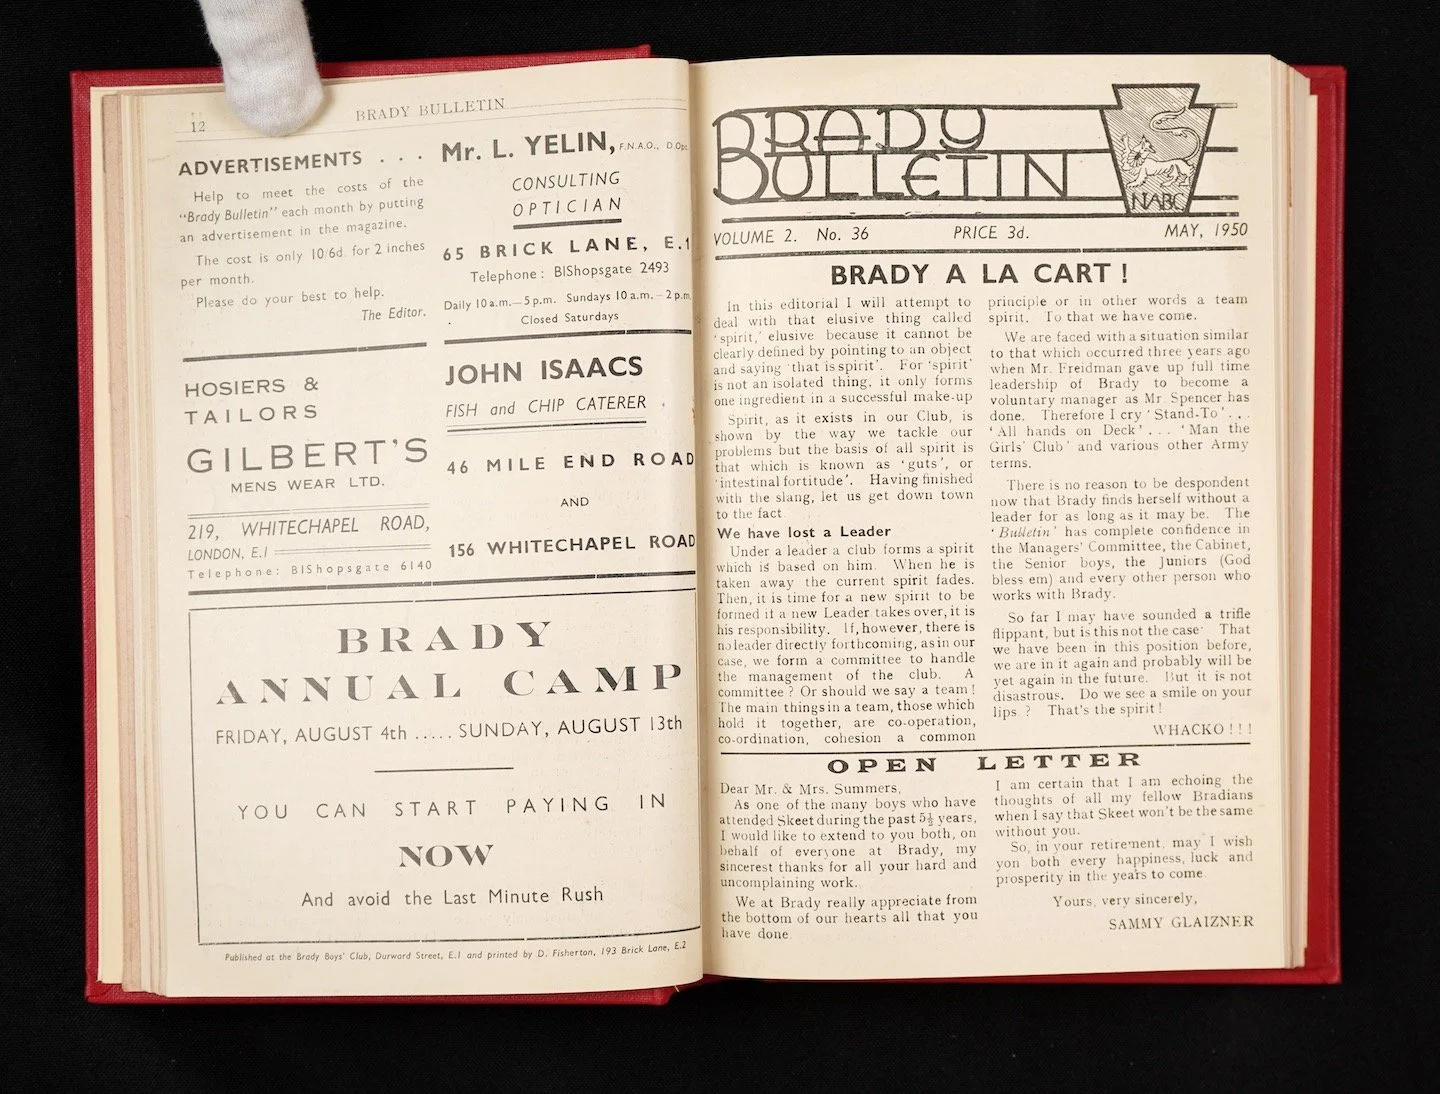 12
BRADY BULLETIN
ADVERTISEMENTS . . .
Help to meet the costs of the
"Brady Bulletin" each month by putting
an advertisement in the magazine.
The cost is only 10/6d. for 2 inches
per month.
Please do your best to help.
The Editor.
HOSIERS &
TAILORS
GILBERT'S
MENS WEAR LTD.
219, WHITECHAPEL ROAD,
LONDON, E.1
Telephone: BIShopsgate 6140
Mr. L. YELIN, F.N.A.O., D.Opt.
CONSULTING
OPTICIAN
65 BRICK LANE, E.1
Telephone: BIShopsgate 2493
Daily 10 a.m.—5 p.m. Sundays 10 a.m.—2 p.m.
Closed Saturdays
JOHN ISAACS
FISH and CHIP CATERER
46 MILE END ROAD
AND
156 WHITECHAPEL ROAD
BRADY
ANNUAL CAMP
FRIDAY, AUGUST 4th ..... SUNDAY, AUGUST 13th
YOU CAN START PAYING IN
NOW
And avoid the Last Minute Rush
Published at the Brady Boys' Club, Durward Street, E.1 and printed by D. Fisherton, 193 Brick Lane, E.2
BRADY
BULLETIN
NABC
VOLUME 2. No. 36 PRICE 3d. MAY, 1950
BRADY A LA CART !
In this editorial I will attempt to
deal with that elusive thing called
'spirit,' elusive because it cannot be
clearly defined by pointing to an object
and saying 'that is spirit'. For 'spirit'
is not an isolated thing, it only forms
one ingredient in a successful make-up
Spirit, as it exists in our Club, is
shown by the way we tackle our
problems but the basis of all spirit is
that which is known as 'guts', or
'intestinal fortitude'. Having finished
with the slang, let us get down town
to the fact
We have lost a Leader
Under a leader a club forms a spirit
which is based on him. When he is
taken away the current spirit fades.
Then, it is time for a new spirit to be
formed if a new Leader takes over, it is
his responsibility. If, however, there is
no leader directly forthcoming, as in our
case, we form a committee to handle
the management of the club. A
committee? Or should we say a team!
The main things in a team, those which
hold it together, are co-operation,
co-ordination, cohesion a common
principle or in other words a team
spirit. To that we have come.
We are faced with a situation similar
to that which occurred three years ago
when Mr. Freidman gave up full time
leadership of Brady to become a
voluntary manager as Mr. Spencer has
done. Therefore I cry 'Stand-To' . . .
'All hands on Deck' . . . 'Man the
Girls' Club' and various other Army
terms.
There is no reason to be despondent
now that Brady finds herself without a
leader for as long as it may be. The
'Bulletin' has complete confidence in
the Managers' Committee, the Cabinet,
the Senior boys, the Juniors (God
bless em) and every other person who
works with Brady.
So far I may have sounded a trifle
flippant, but is this not the case? That
we have been in this position before,
we are in it again and probably will be
yet again in the future. But it is not
disastrous. Do we see a smile on your
lips ? That's the spirit!
WHACKO ! ! !
OPEN LETTER
Dear Mr. & Mrs. Summers,
As one of the many boys who have
attended Skeet during the past 5½ years,
I would like to extend to you both, on
behalf of everyone at Brady, my
sincerest thanks for all your hard and
uncomplaining work.
We at Brady really appreciate from
the bottom of our hearts all that you
have done
I am certain that I am echoing the
thoughts of all my fellow Bradians
when I say that Skeet won't be the same
without you.
So, in your retirement, may I wish
yon both every happiness, luck and
prosperity in the years to come
Yours, very sincerely,
SAMMY GLAIZNER